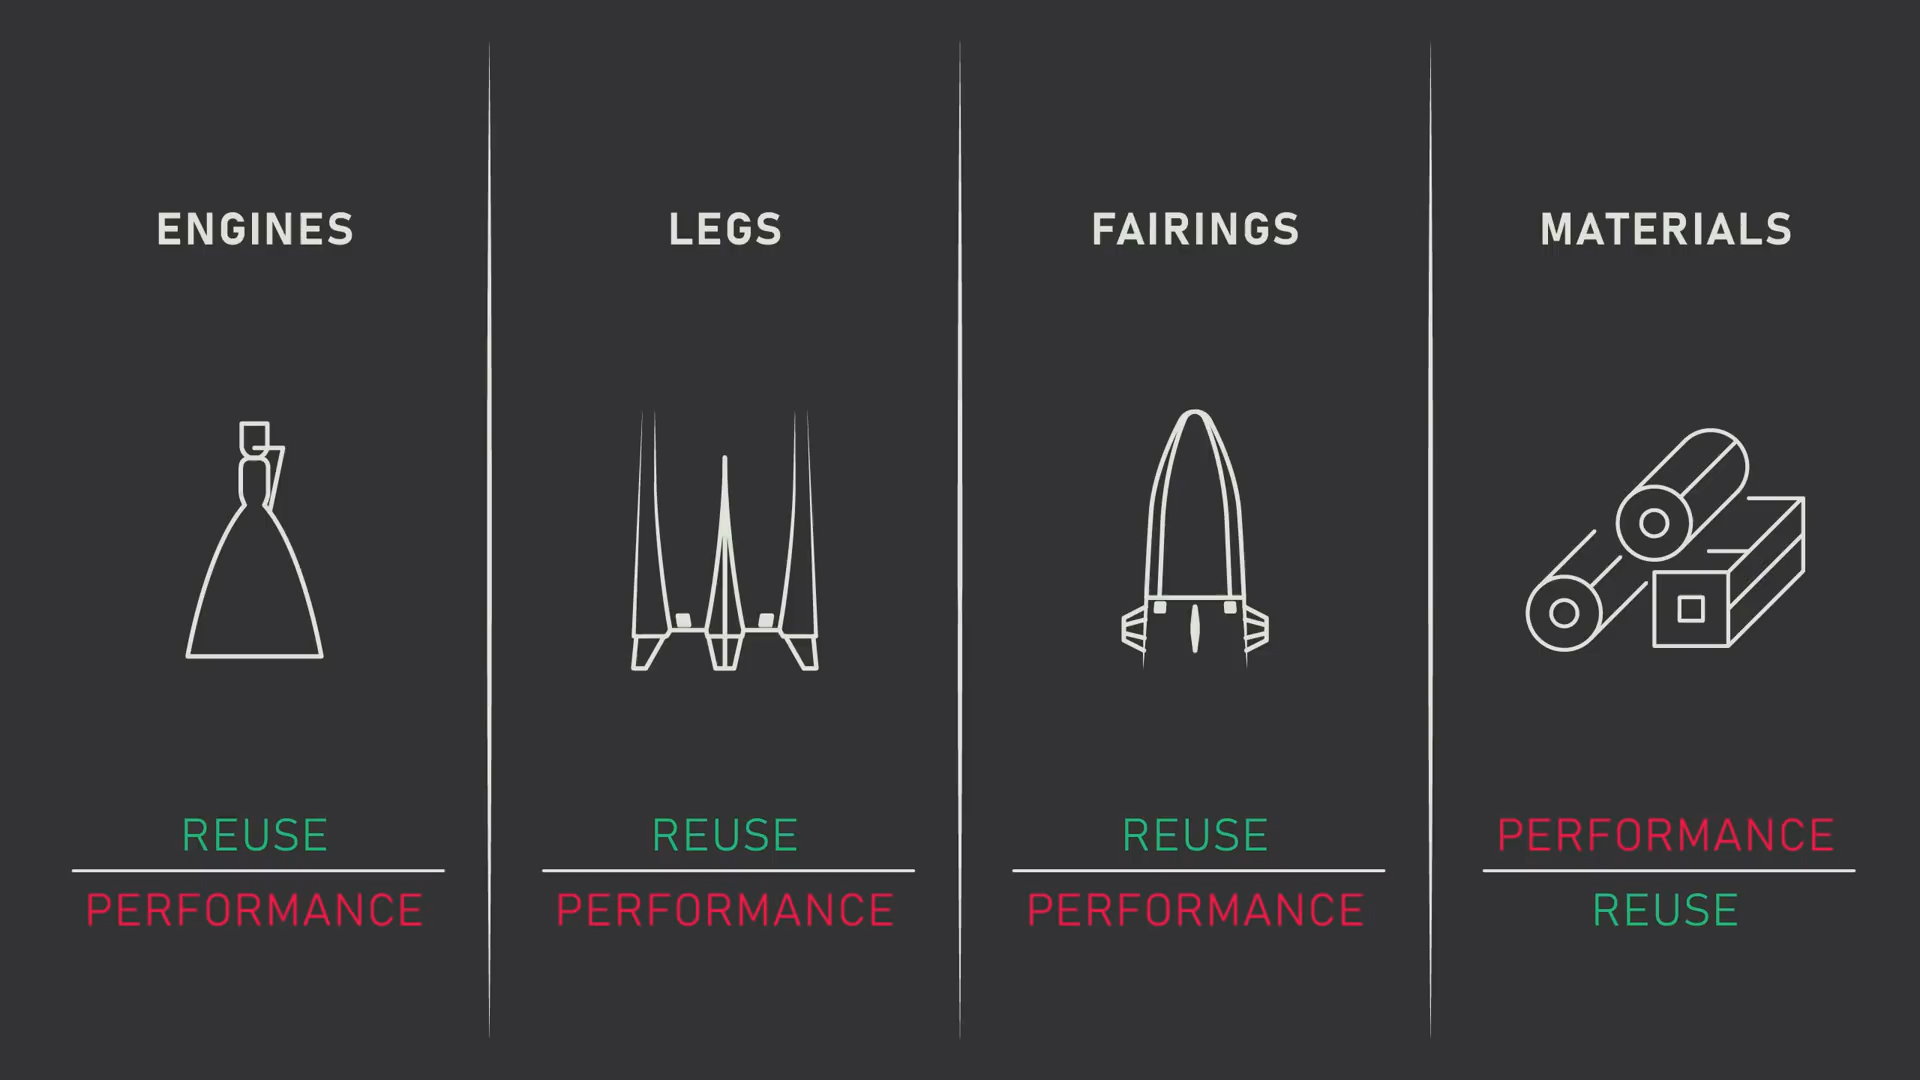 ENGINES
REUSE
PERFORMANCE
LEGS
REUSE
PERFORMANCE
FAIRINGS
REUSE
PERFORMANCE
MATERIALS
PERFORMANCE
REUSE